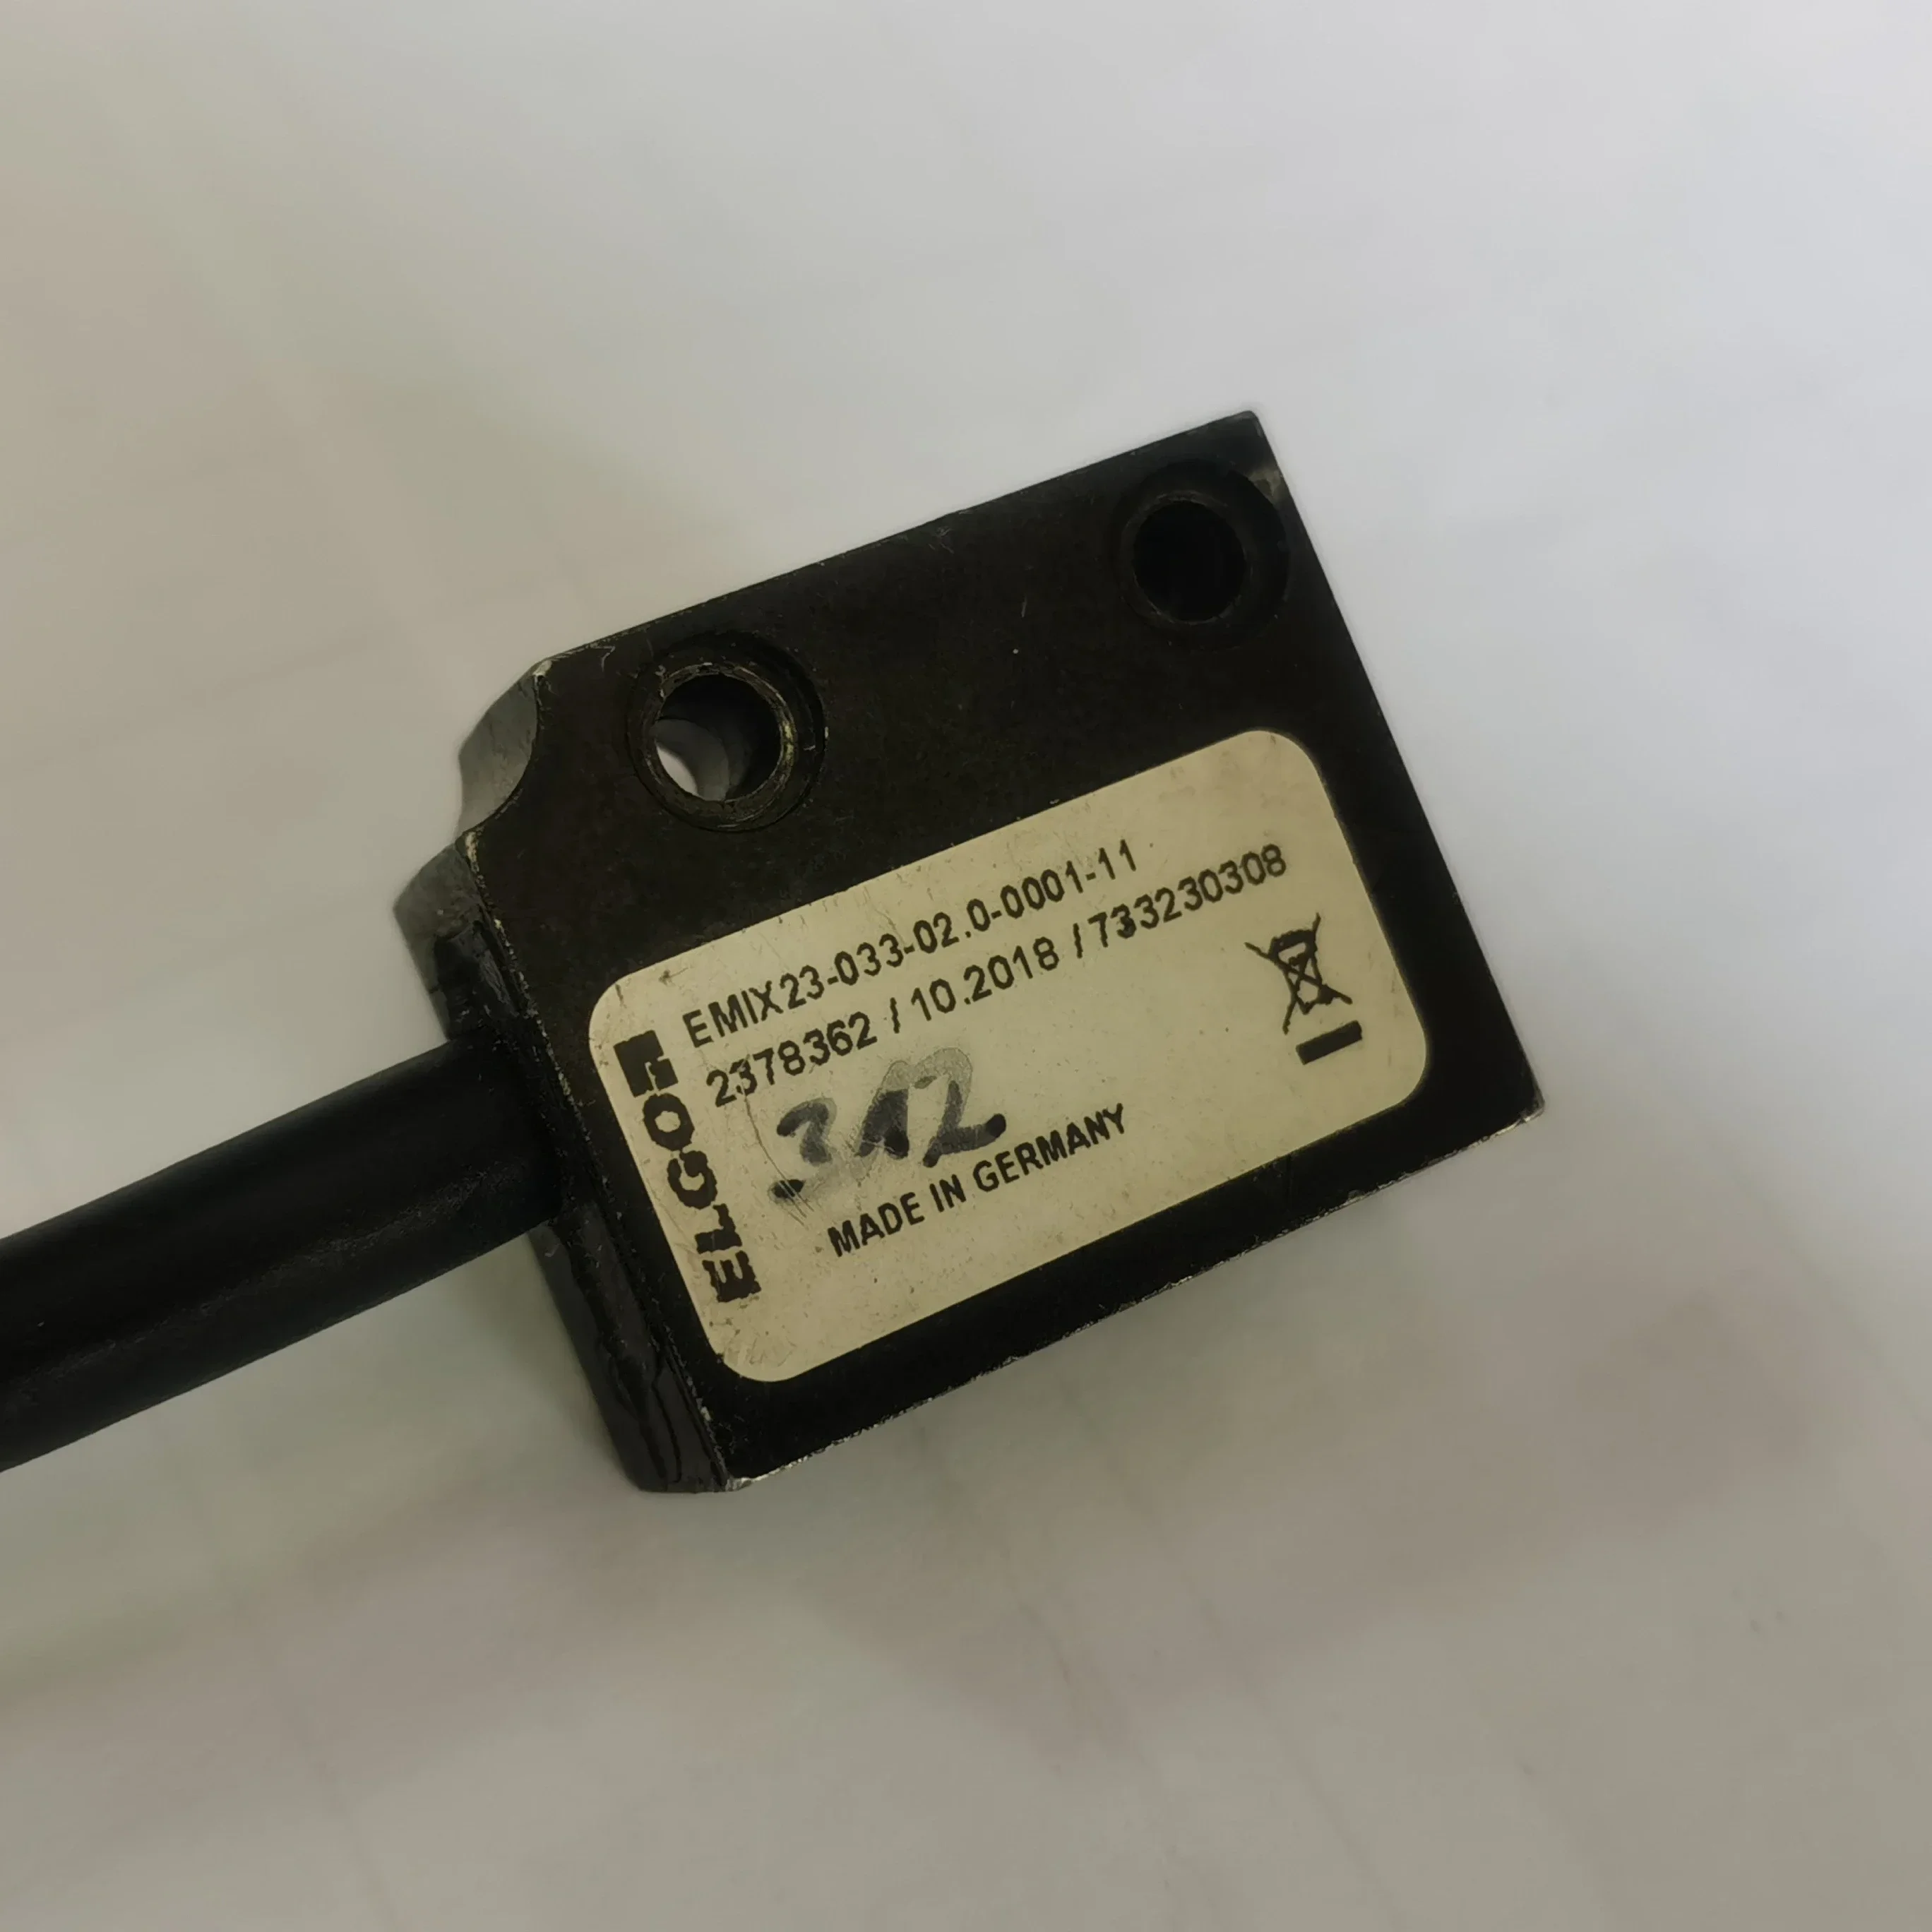 ELGO
EMIX23-033-02.0-0001-11
2378362 / 10.2018 / 733230308
312
MADE IN GERMANY